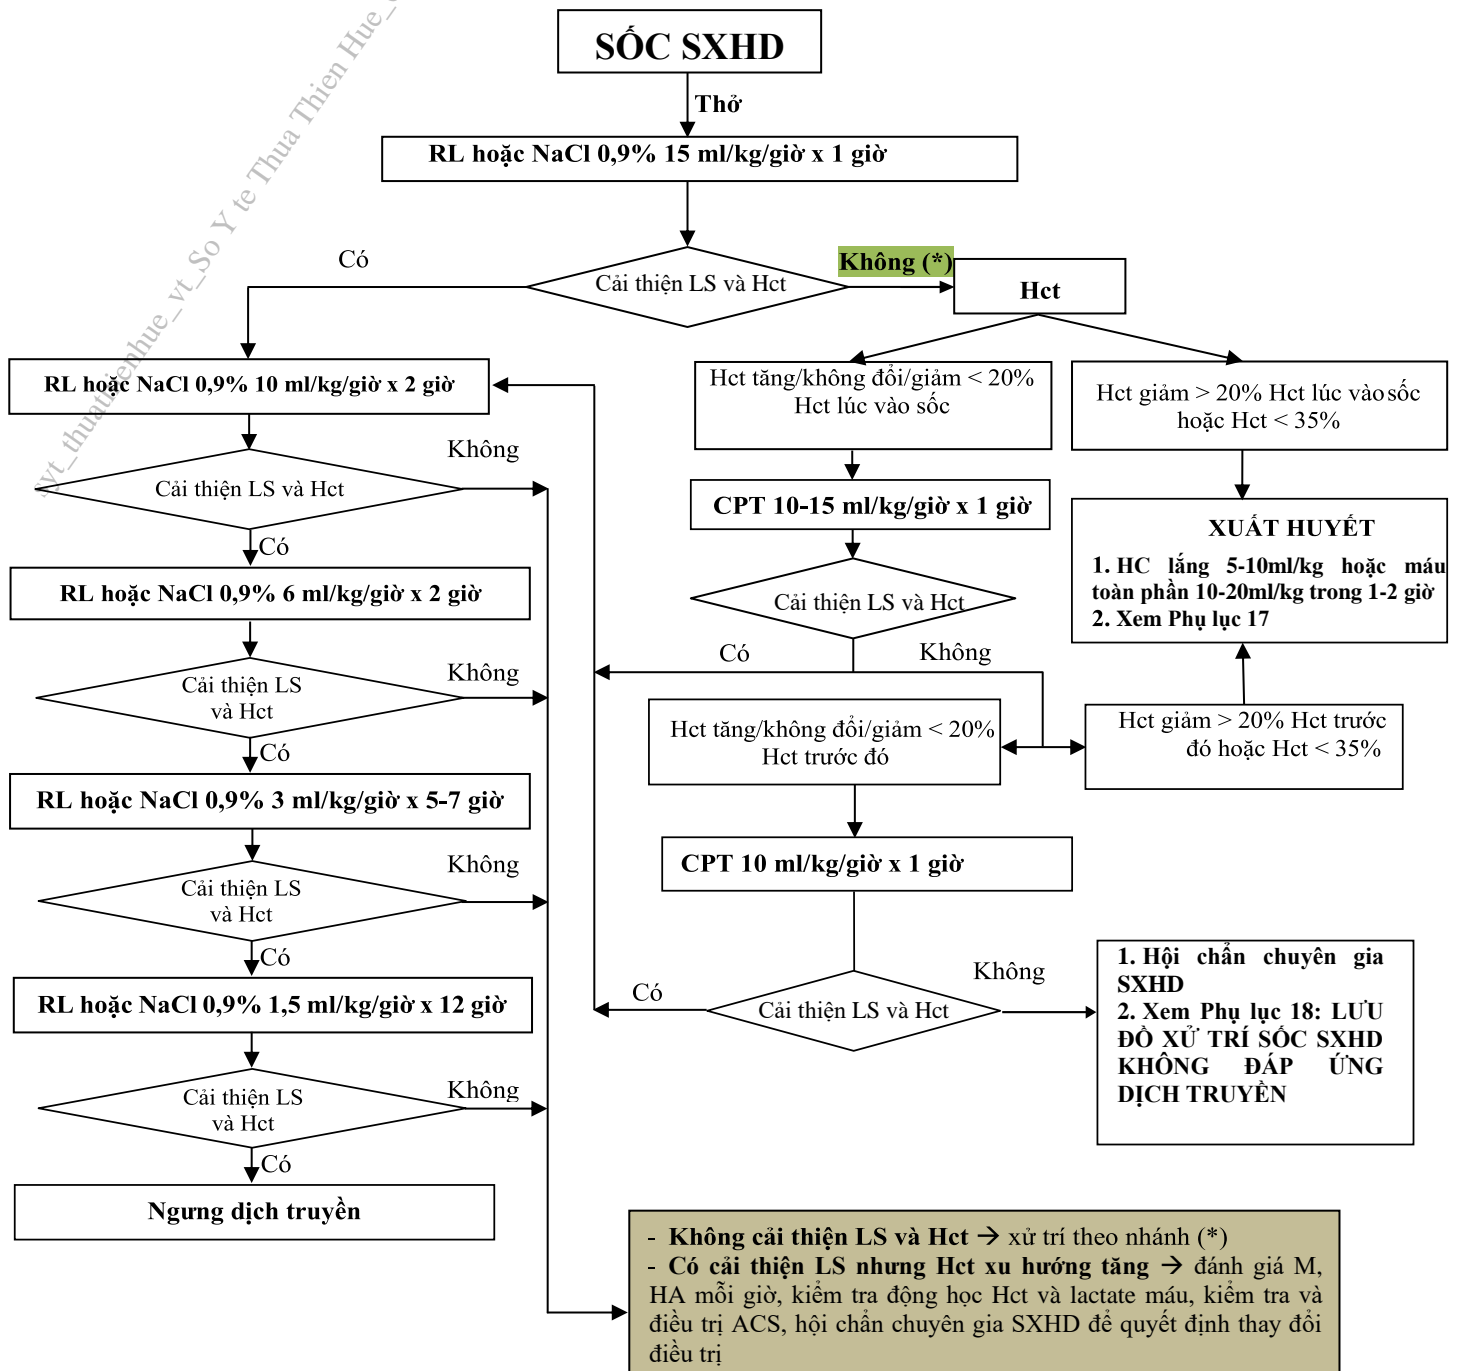 syt_thuatienhue_vt_So Y te Thua Thien Hue_
SỐC SXHD
Thở
RL hoặc NaCl 0,9% 15 ml/kg/giờ x 1 giờ
Có
Cải thiện LS và Hct
Không (*)
Hct
RL hoặc NaCl 0,9% 10 ml/kg/giờ x 2 giờ
Không
Cải thiện LS và Hct
Có
RL hoặc NaCl 0,9% 6 ml/kg/giờ x 2 giờ
Không
Cải thiện LS
và Hct
Có
RL hoặc NaCl 0,9% 3 ml/kg/giờ x 5-7 giờ
Không
Cải thiện LS
và Hct
Có
RL hoặc NaCl 0,9% 1,5 ml/kg/giờ x 12 giờ
Không
Cải thiện LS
và Hct
Có
Ngưng dịch truyền
Hct tăng/không đổi/giảm < 20%
Hct lúc vào sốc
CPT 10-15 ml/kg/giờ x 1 giờ
Cải thiện LS và Hct
Có
Không
Hct tăng/không đổi/giảm < 20%
Hct trước đó
CPT 10 ml/kg/giờ x 1 giờ
Có
Cải thiện LS và Hct
Không
Hct giảm > 20% Hct lúc vào sốc
hoặc Hct < 35%
XUẤT HUYẾT
1. HC lắng 5-10ml/kg hoặc máu
toàn phần 10-20ml/kg trong 1-2 giờ
2. Xem Phụ lục 17
Hct giảm > 20% Hct trước
đó hoặc Hct < 35%
1. Hội chẩn chuyên gia
SXHD
2. Xem Phụ lục 18: LƯU
ĐỒ XỬ TRÍ SỐC SXHD
KHÔNG ĐÁP ỨNG
DỊCH TRUYỀN
- Không cải thiện LS và Hct → xử trí theo nhánh (*)
- Có cải thiện LS nhưng Hct xu hướng tăng → đánh giá M,
HA mỗi giờ, kiểm tra động học Hct và lactate máu, kiểm tra và
điều trị ACS, hội chẩn chuyên gia SXHD để quyết định thay đổi
điều trị